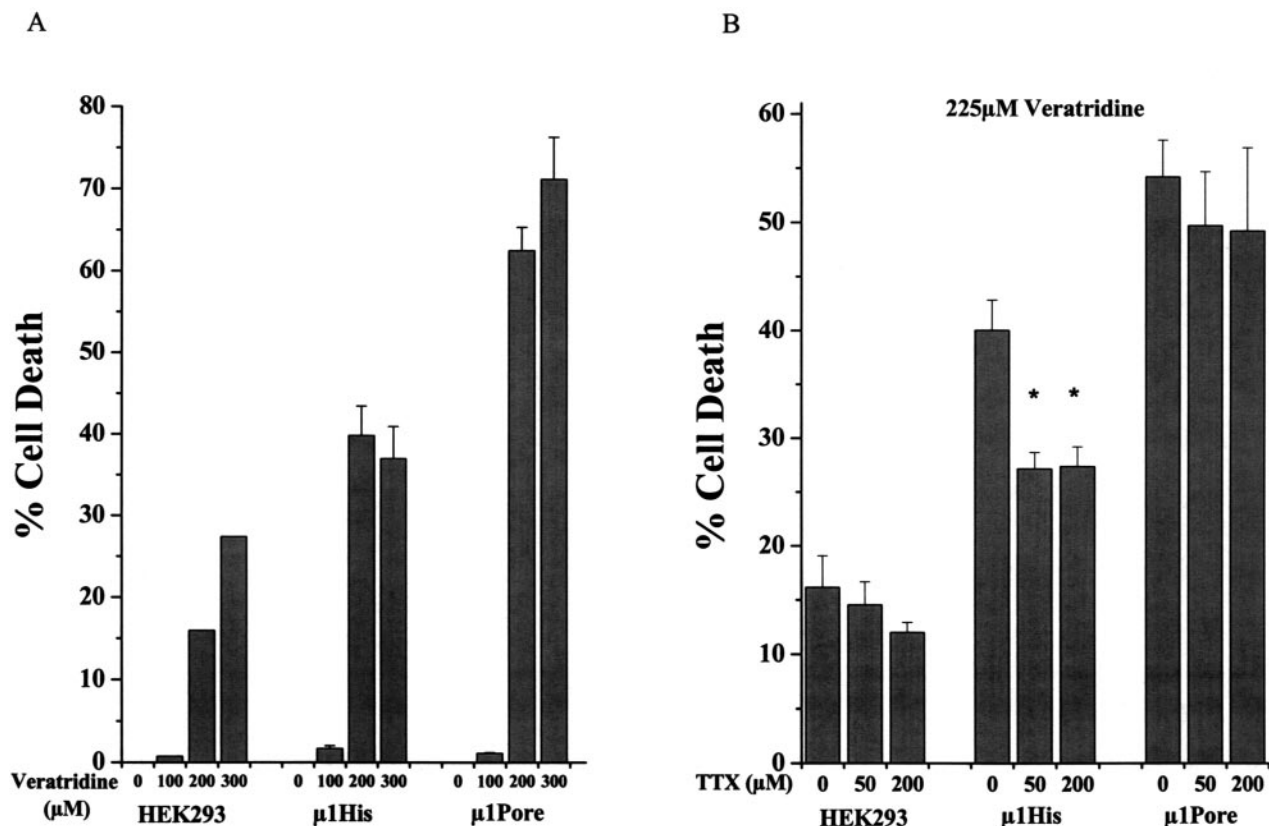 A
B
80
70
60
50
40
30
20
10
0
% Cell Death
Veratridine
(µM)
0 100 200 300
0 100 200 300
0 100 200 300
HEK293
µ1His
µ1Pore
225µM Veratridine
60
50
40
30
20
10
0
% Cell Death
* *
TTX (µM)
0 50 200
0 50 200
0 50 200
HEK293
µ1His
µ1Pore